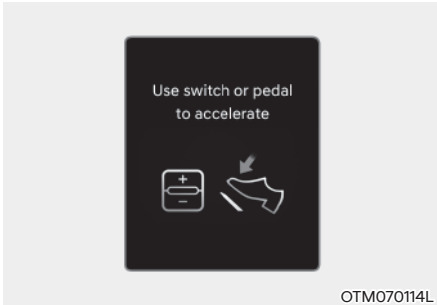 Use switch or pedal
to accelerate
+
−
OTM070114L